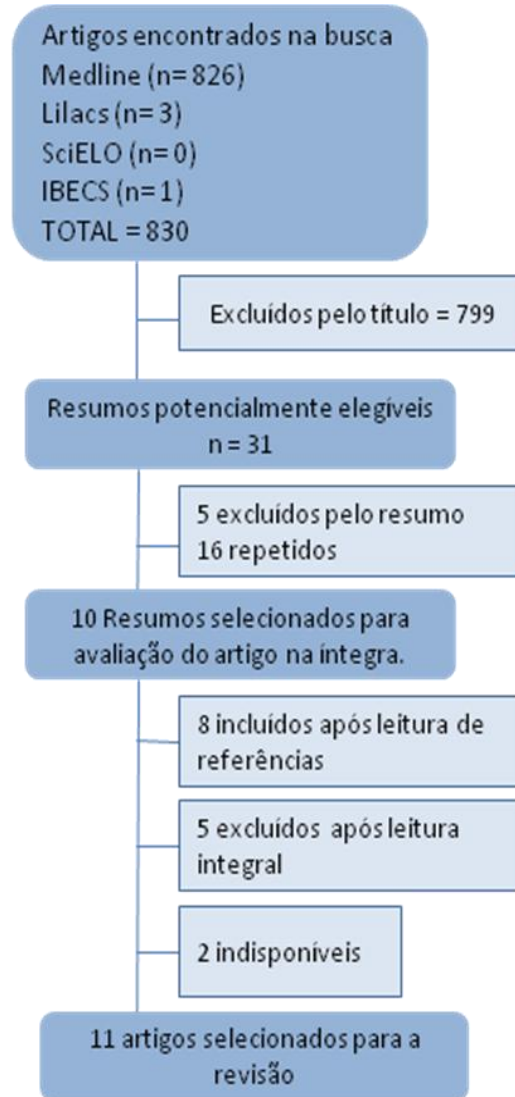 Artigos encontrados na busca
Medline (n= 826)
Lilacs (n= 3)
SciELO (n= 0)
IBECS (n= 1)
TOTAL = 830
Excluídos pelo título = 799
Resumos potencialmente elegíveis
n = 31
5 excluídos pelo resumo
16 repetidos
10 Resumos selecionados para
avaliação do artigo na íntegra.
8 incluídos após leitura de
referências
5 excluídos após leitura
integral
2 indisponíveis
11 artigos selecionados para a
revisão